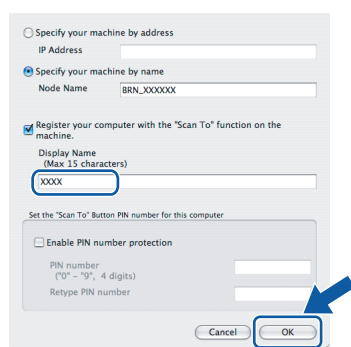 Specify your machine by address
IP Address
Specify your machine by name
Node Name BRN_XXXXXX
Register your computer with the "Scan To" function on the
machine.
Display Name
(Max 15 characters)
XXXX
Set the "Scan To" Button PIN number for this computer
Enable PIN number protection
PIN number
("0" – "9", 4 digits)
Retype PIN number
Cancel OK